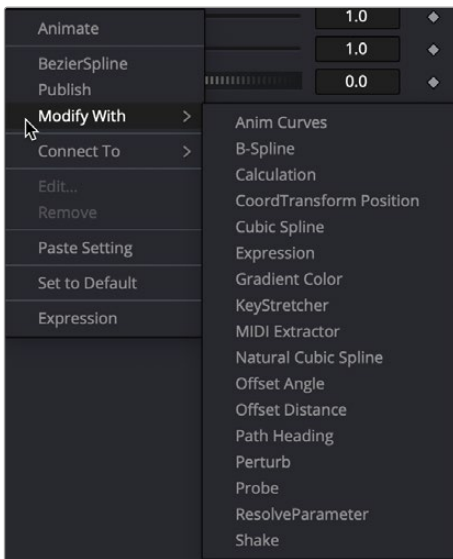 1.0
1.0
0.0
Animate
BezierSpline
Publish
Modify With
Connect To
Edit...
Remove
Paste Setting
Set to Default
Expression
Anim Curves
B-Spline
Calculation
CoordTransform Position
Cubic Spline
Expression
Gradient Color
KeyStretcher
MIDI Extractor
Natural Cubic Spline
Offset Angle
Offset Distance
Path Heading
Perturb
Probe
ResolveParameter
Shake